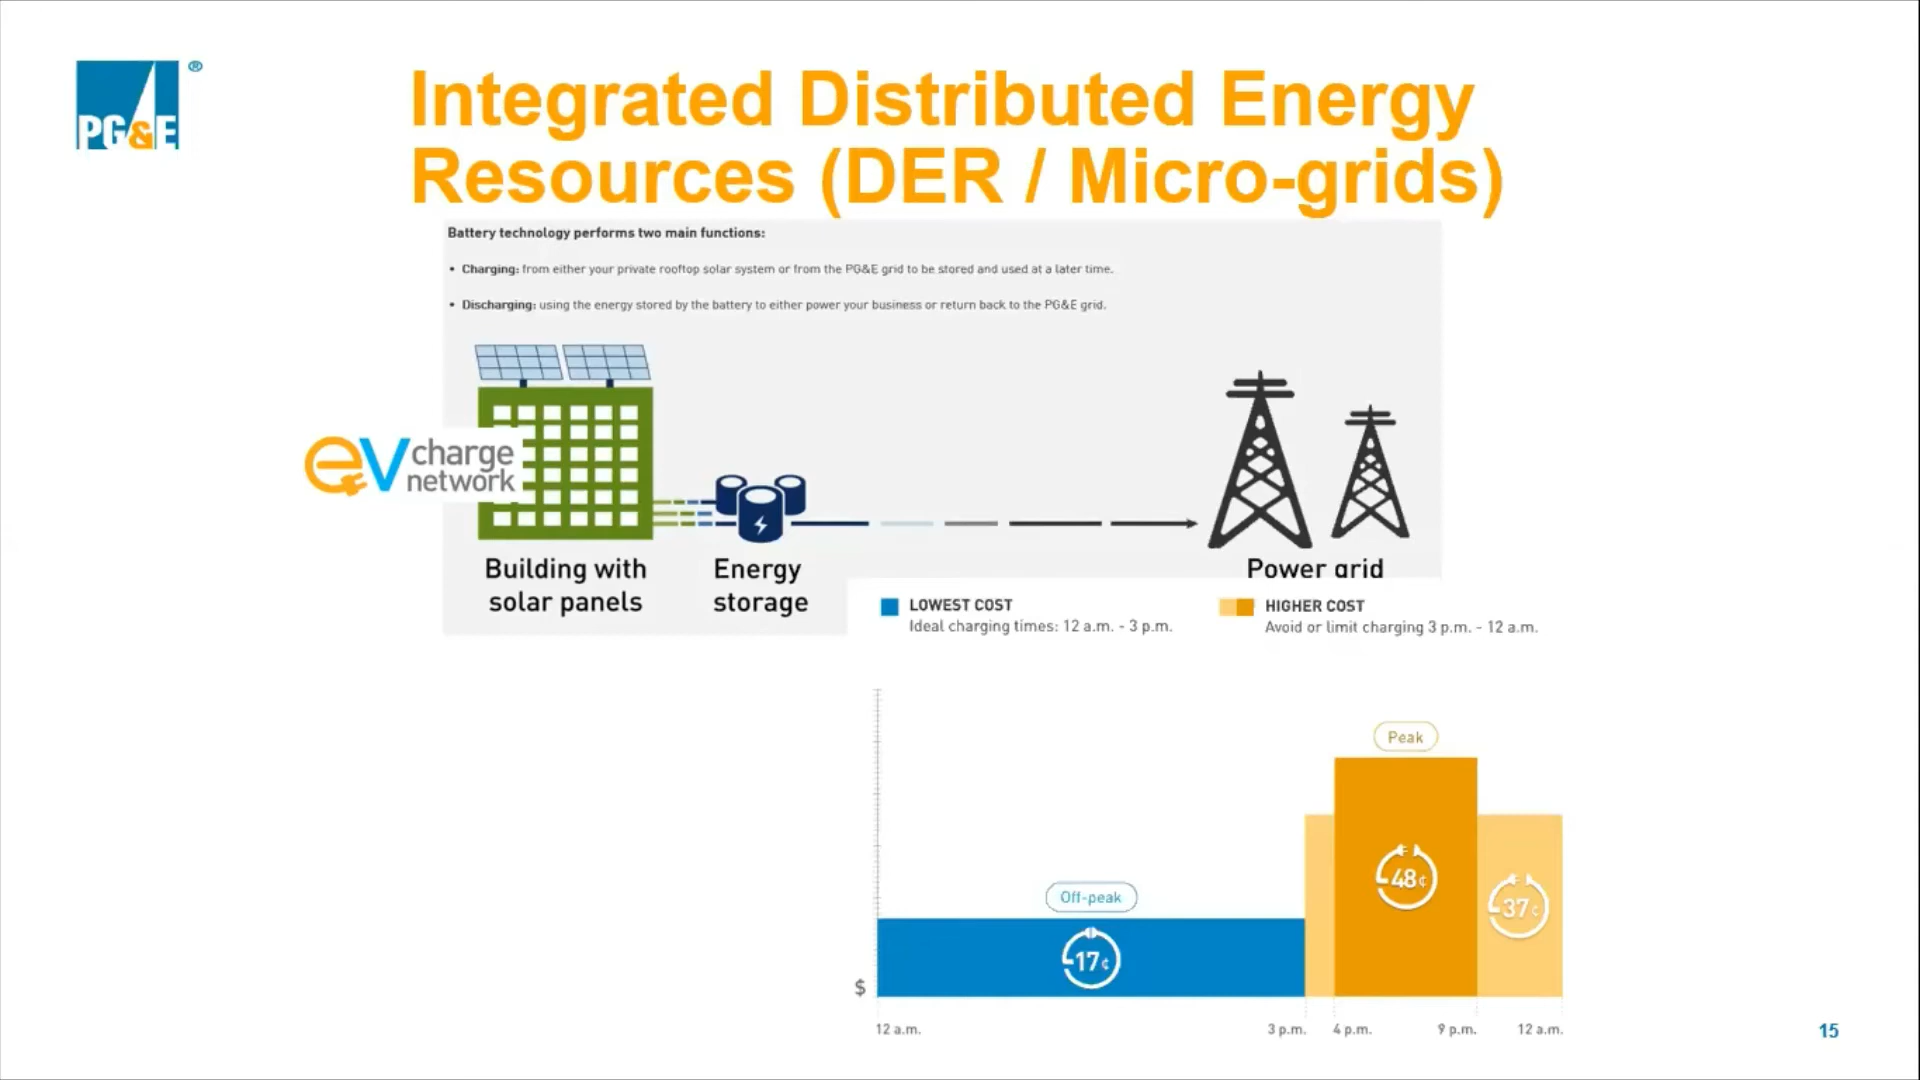 PG&E ®
Integrated Distributed Energy
Resources (DER / Micro-grids)
Battery technology performs two main functions:
• Charging: from either your private rooftop solar system or from the PG&E grid to be stored and used at a later time.
• Discharging: using the energy stored by the battery to either power your business or return back to the PG&E grid.
eV charge
network
Building with
solar panels
Energy
storage
Power grid
LOWEST COST
Ideal charging times: 12 a.m. - 3 p.m.
HIGHER COST
Avoid or limit charging 3 p.m. - 12 a.m.
Peak
48¢
37¢
Off-peak
17¢
$
12 a.m.
3 p.m.
4 p.m.
9 p.m.
12 a.m.
15